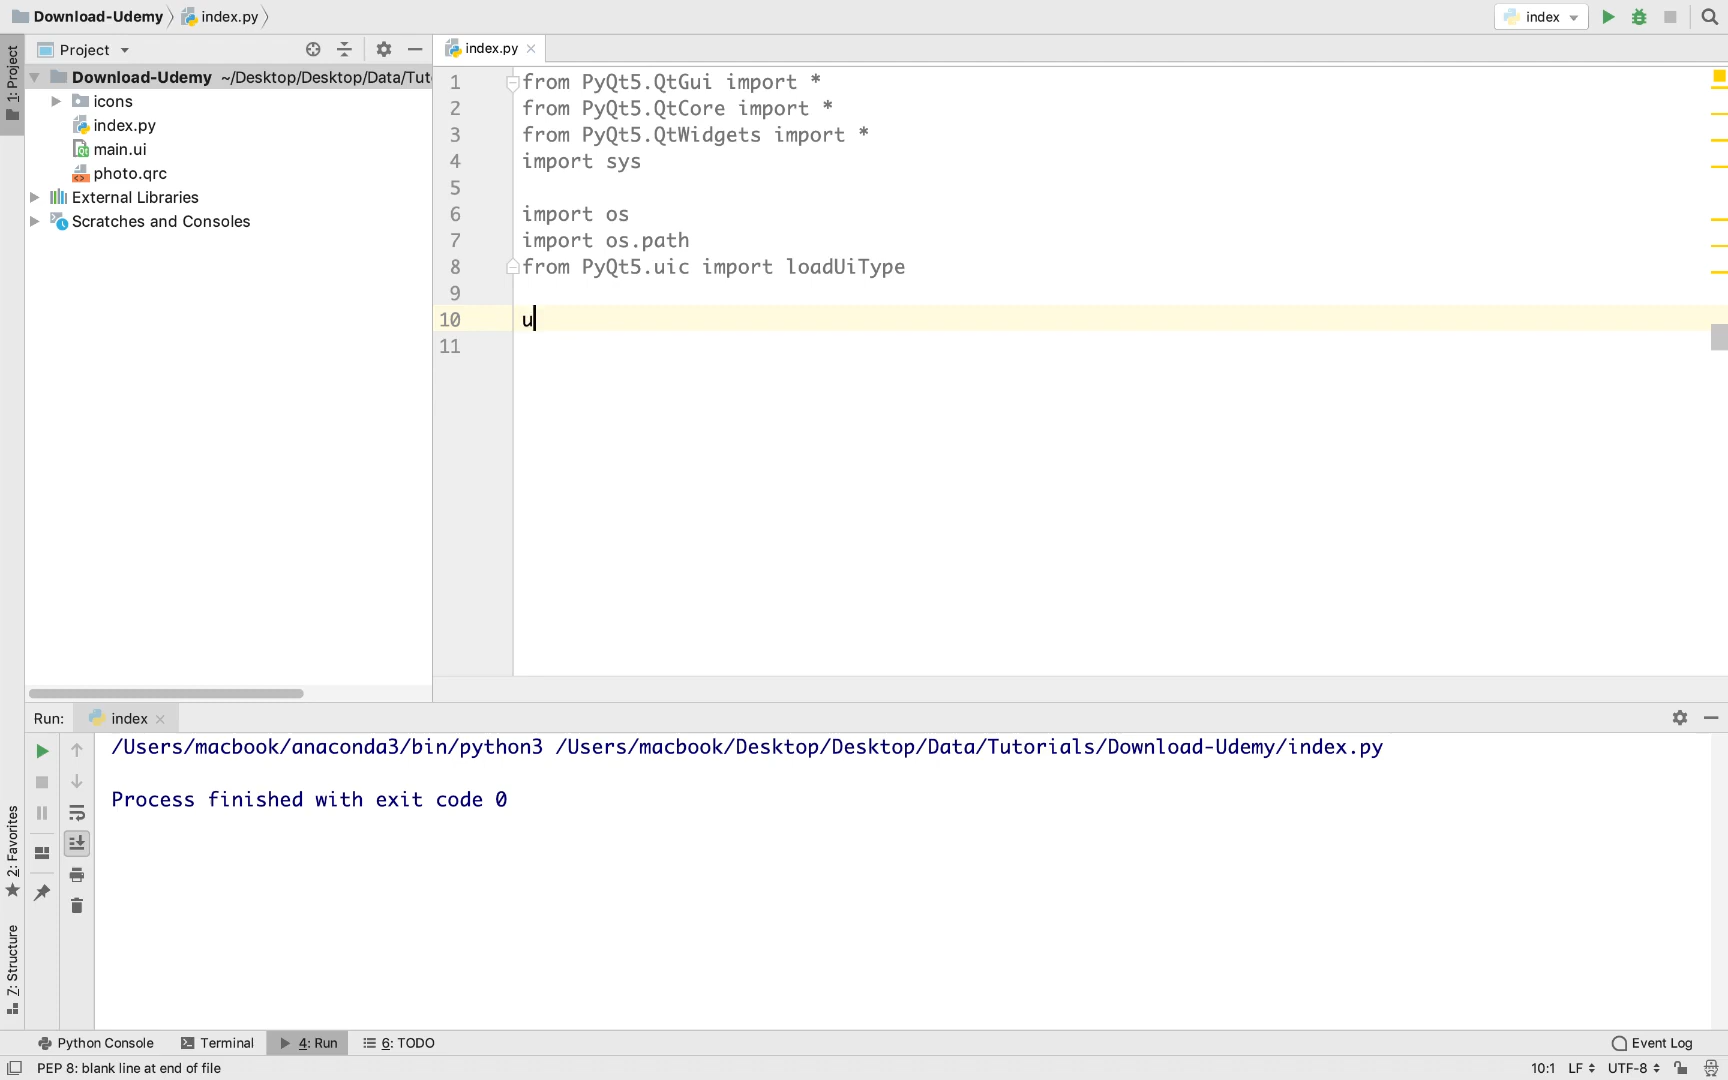 Download-Udemy index.py
index
1: Project
Project
Download-Udemy ~/Desktop/Desktop/Data/Tut
icons
index.py
main.ui
photo.qrc
External Libraries
Scratches and Consoles
index.py
1 from PyQt5.QtGui import *
2 from PyQt5.QtCore import *
3 from PyQt5.QtWidgets import *
4 import sys
5
6 import os
7 import os.path
8 from PyQt5.uic import loadUiType
9
10 u
11
Run: index
/Users/macbook/anaconda3/bin/python3 /Users/macbook/Desktop/Desktop/Data/Tutorials/Download-Udemy/index.py
Process finished with exit code 0
2: Favorites
Z: Structure
Python Console Terminal 4: Run 6: TODO Event Log
PEP 8: blank line at end of file 10:1 LF UTF-8